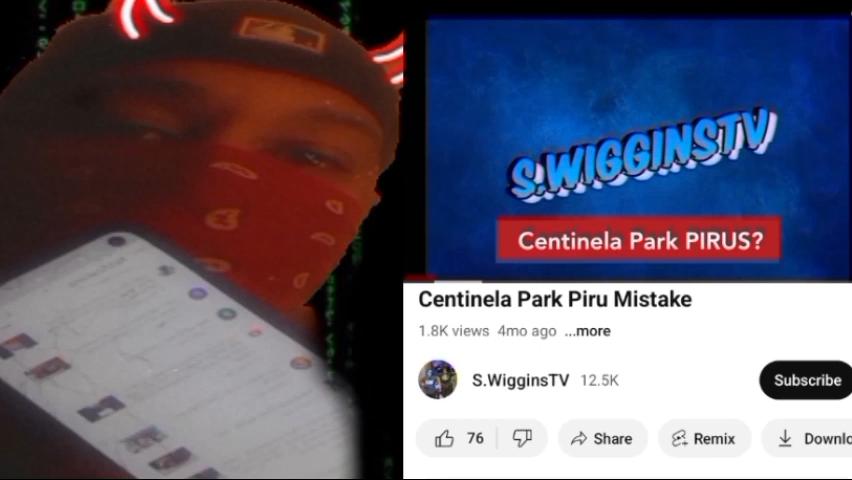 S.WIGGINSTV
Centinela Park PIRUS?
Centinela Park Piru Mistake
1.8K views 4mo ago ...more
S.WigginsTV 12.5K
Subscribe
76 Share Remix Downlo